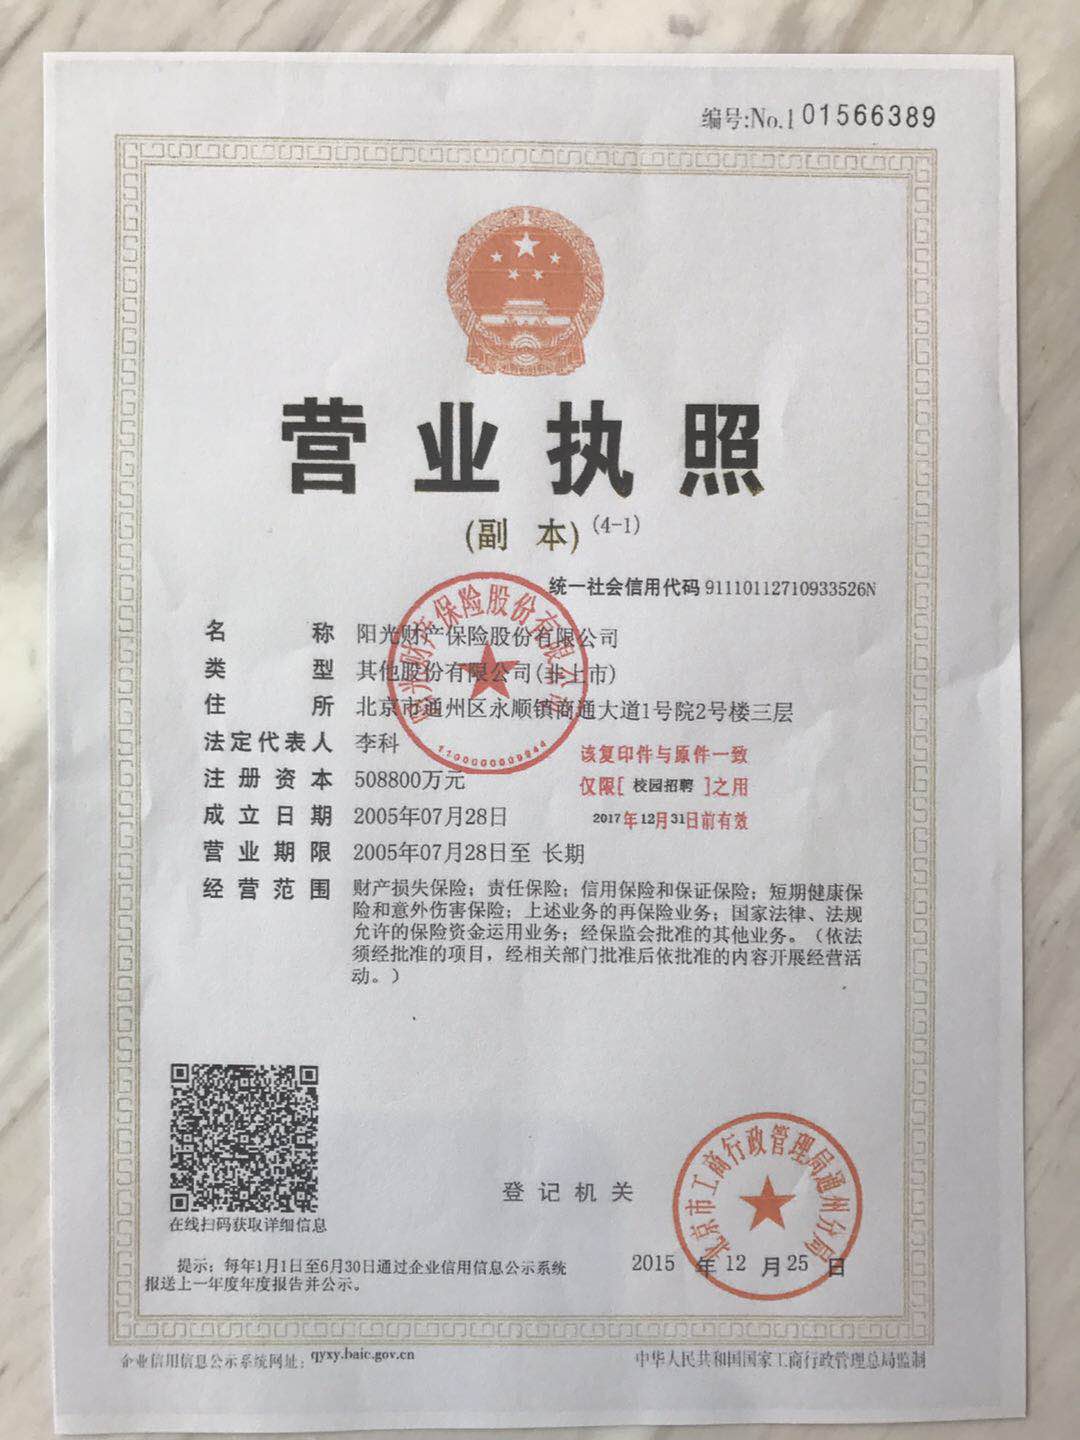 编号:No.1 01566389
营业执照
(副 本) (4-1)
统一社会信用代码 91110112710933526N
名 称 阳光财产保险股份有限公司
类 型 其他股份有限公司(非上市)
住 所 北京市通州区永顺镇商通大道1号院2号楼三层
法定代表人 李科
注册资本 508800万元
成立日期 2005年07月28日
营业期限 2005年07月28日至 长期
经营范围 财产损失保险；责任保险；信用保险和保证保险；短期健康保
险和意外伤害保险；上述业务的再保险业务；国家法律、法规
允许的保险资金运用业务；经保监会批准的其他业务。（依法
须经批准的项目，经相关部门批准后依批准的内容开展经营活
动。）
阳光财产保险股份有限公司
1100000009944
该复印件与原件一致
仅限[ 校园招聘 ]之用
2017年12月31日前有效
在线扫码获取详细信息
登记机关
北京市工商行政管理局通州分局
2015 年 12 月 25 日
提示：每年1月1日至6月30日通过企业信用信息公示系统
报送上一年度年度报告并公示。
企业信用信息公示系统网址：qyxy.baic.gov.cn
中华人民共和国国家工商行政管理总局监制